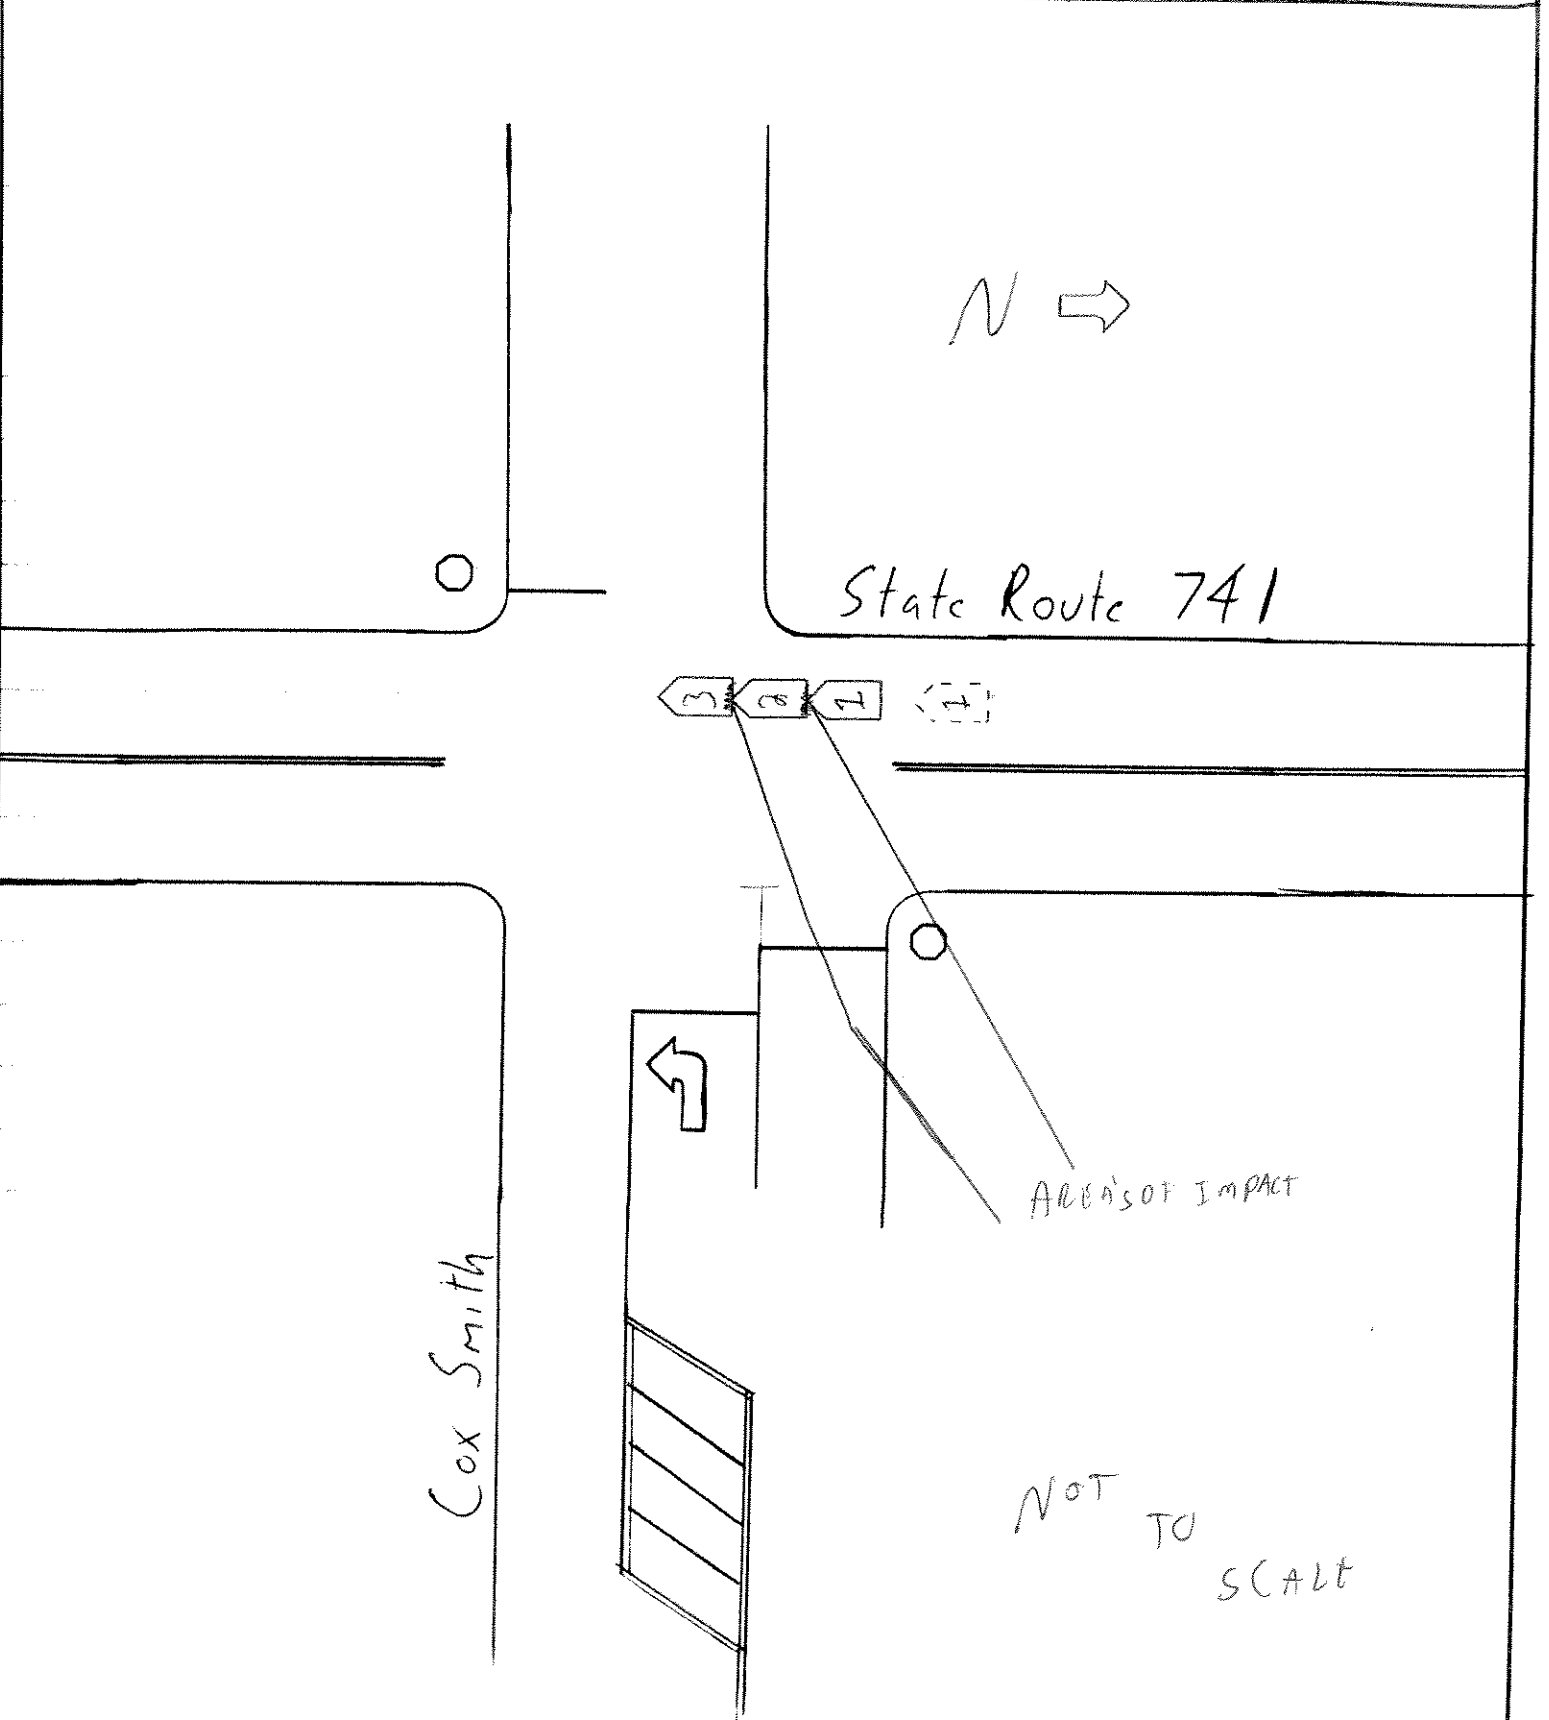 N
State Route 741
3 2 1 1
AREA'S OF IMPACT
Cox Smith
NOT TO SCALE